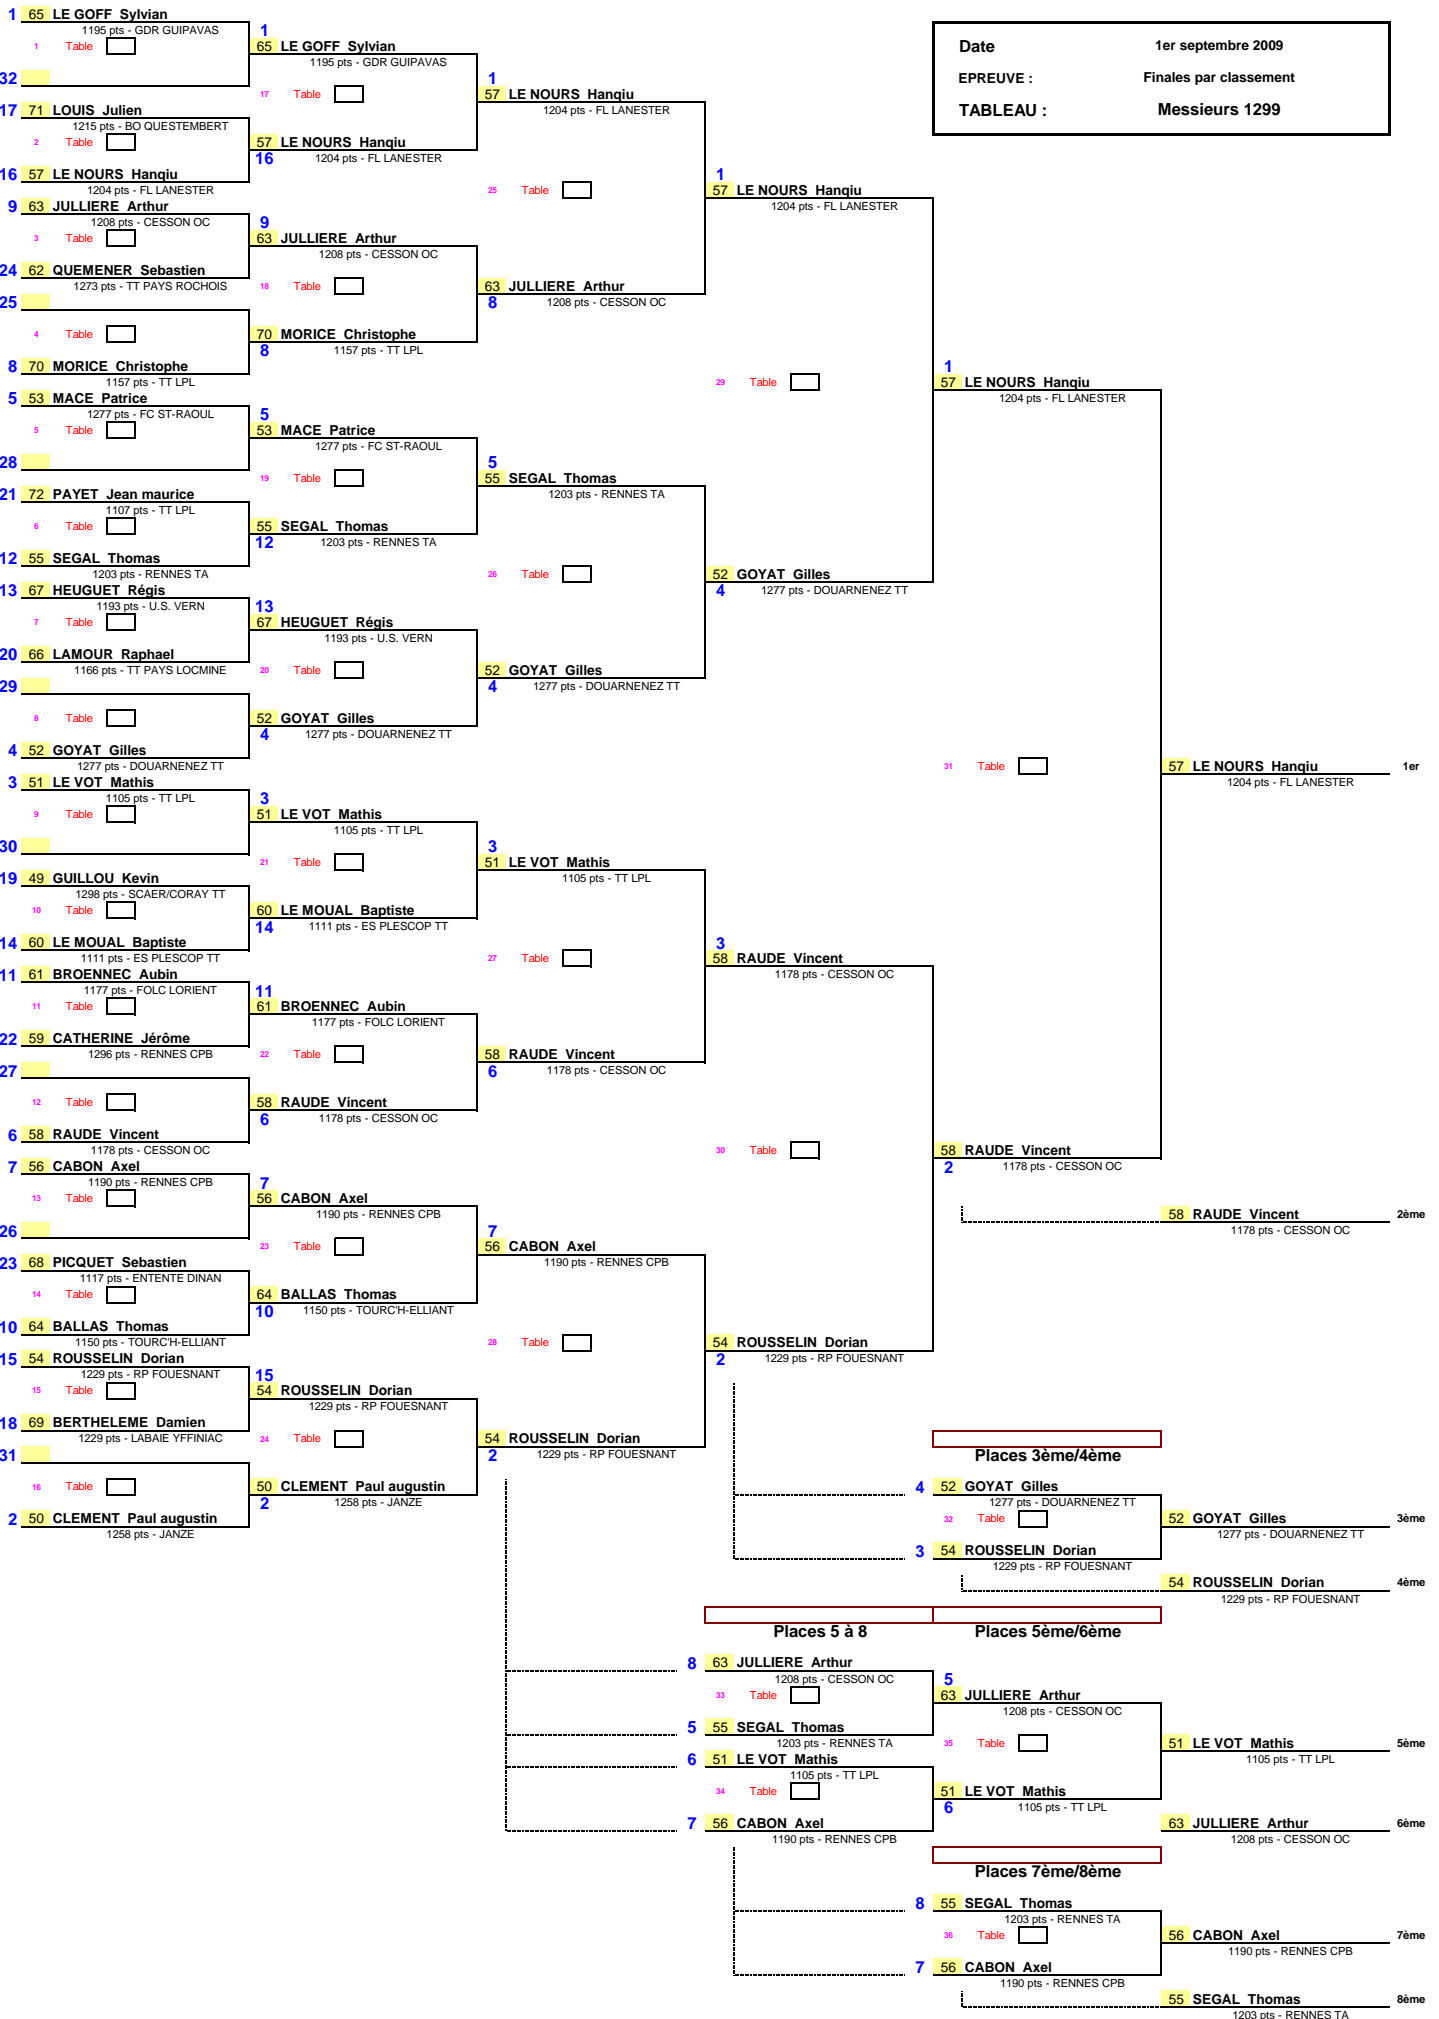 Date 1er septembre 2009
EPREUVE : Finales par classement
TABLEAU : Messieurs 1299
1 65 LE GOFF Sylvian
1195 pts - GDR GUIPAVAS
1 Table
32
17 71 LOUIS Julien
1215 pts - BO QUESTEMBERT
2 Table
16 57 LE NOURS Hanqiu
1204 pts - FL LANESTER
9 63 JULLIERE Arthur
1208 pts - CESSON OC
3 Table
24 62 QUEMENER Sebastien
1273 pts - TT PAYS ROCHOIS
25
4 Table
8 70 MORICE Christophe
1157 pts - TT LPL
5 53 MACE Patrice
1277 pts - FC ST-RAOUL
5 Table
28
21 72 PAYET Jean maurice
1107 pts - TT LPL
6 Table
12 55 SEGAL Thomas
1203 pts - RENNES TA
13 67 HEUGUET Régis
1193 pts - U.S. VERN
7 Table
20 66 LAMOUR Raphael
1166 pts - TT PAYS LOCMINE
29
8 Table
4 52 GOYAT Gilles
1277 pts - DOUARNENEZ TT
3 51 LE VOT Mathis
1105 pts - TT LPL
9 Table
30
19 49 GUILLOU Kevin
1298 pts - SCAER/CORAY TT
10 Table
14 60 LE MOUAL Baptiste
1111 pts - ES PLESCOP TT
11 61 BROENNEC Aubin
1177 pts - FOLC LORIENT
11 Table
22 59 CATHERINE Jérôme
1296 pts - RENNES CPB
27
12 Table
6 58 RAUDE Vincent
1178 pts - CESSON OC
7 56 CABON Axel
1190 pts - RENNES CPB
13 Table
26
23 68 PICQUET Sebastien
1117 pts - ENTENTE DINAN
14 Table
10 64 BALLAS Thomas
1150 pts - TOURC'H-ELLIANT
15 54 ROUSSELIN Dorian
1229 pts - RP FOUESNANT
15 Table
18 69 BERTHELEME Damien
1229 pts - LABAIE YFFINIAC
31
16 Table
2 50 CLEMENT Paul augustin
1258 pts - JANZE
1
65 LE GOFF Sylvian
1195 pts - GDR GUIPAVAS
17 Table
57 LE NOURS Hanqiu
16 1204 pts - FL LANESTER
9
63 JULLIERE Arthur
1208 pts - CESSON OC
18 Table
70 MORICE Christophe
8 1157 pts - TT LPL
5
53 MACE Patrice
1277 pts - FC ST-RAOUL
19 Table
55 SEGAL Thomas
12 1203 pts - RENNES TA
13
67 HEUGUET Régis
1193 pts - U.S. VERN
20 Table
52 GOYAT Gilles
4 1277 pts - DOUARNENEZ TT
3
51 LE VOT Mathis
1105 pts - TT LPL
21 Table
60 LE MOUAL Baptiste
14 1111 pts - ES PLESCOP TT
11
61 BROENNEC Aubin
1177 pts - FOLC LORIENT
22 Table
58 RAUDE Vincent
6 1178 pts - CESSON OC
7
56 CABON Axel
1190 pts - RENNES CPB
23 Table
64 BALLAS Thomas
10 1150 pts - TOURC'H-ELLIANT
15
54 ROUSSELIN Dorian
1229 pts - RP FOUESNANT
24 Table
50 CLEMENT Paul augustin
2 1258 pts - JANZE
1
57 LE NOURS Hanqiu
1204 pts - FL LANESTER
25 Table
63 JULLIERE Arthur
8 1208 pts - CESSON OC
5
55 SEGAL Thomas
1203 pts - RENNES TA
26 Table
52 GOYAT Gilles
4 1277 pts - DOUARNENEZ TT
3
51 LE VOT Mathis
1105 pts - TT LPL
27 Table
58 RAUDE Vincent
6 1178 pts - CESSON OC
7
56 CABON Axel
1190 pts - RENNES CPB
28 Table
54 ROUSSELIN Dorian
2 1229 pts - RP FOUESNANT
1
57 LE NOURS Hanqiu
1204 pts - FL LANESTER
29 Table
52 GOYAT Gilles
4 1277 pts - DOUARNENEZ TT
3
58 RAUDE Vincent
1178 pts - CESSON OC
30 Table
54 ROUSSELIN Dorian
2 1229 pts - RP FOUESNANT
1
57 LE NOURS Hanqiu
1204 pts - FL LANESTER
31 Table
58 RAUDE Vincent
2 1178 pts - CESSON OC
57 LE NOURS Hanqiu 1er
1204 pts - FL LANESTER
58 RAUDE Vincent 2ème
1178 pts - CESSON OC
Places 3ème/4ème
4 52 GOYAT Gilles
1277 pts - DOUARNENEZ TT
32 Table
3 54 ROUSSELIN Dorian
1229 pts - RP FOUESNANT
52 GOYAT Gilles 3ème
1277 pts - DOUARNENEZ TT
54 ROUSSELIN Dorian 4ème
1229 pts - RP FOUESNANT
Places 5 à 8
8 63 JULLIERE Arthur
1208 pts - CESSON OC
33 Table
5 55 SEGAL Thomas
1203 pts - RENNES TA
6 51 LE VOT Mathis
1105 pts - TT LPL
34 Table
7 56 CABON Axel
1190 pts - RENNES CPB
Places 5ème/6ème
5
63 JULLIERE Arthur
1208 pts - CESSON OC
35 Table
51 LE VOT Mathis
6 1105 pts - TT LPL
51 LE VOT Mathis 5ème
1105 pts - TT LPL
63 JULLIERE Arthur 6ème
1208 pts - CESSON OC
Places 7ème/8ème
8 55 SEGAL Thomas
1203 pts - RENNES TA
36 Table
7 56 CABON Axel
1190 pts - RENNES CPB
56 CABON Axel 7ème
1190 pts - RENNES CPB
55 SEGAL Thomas 8ème
1203 pts - RENNES TA